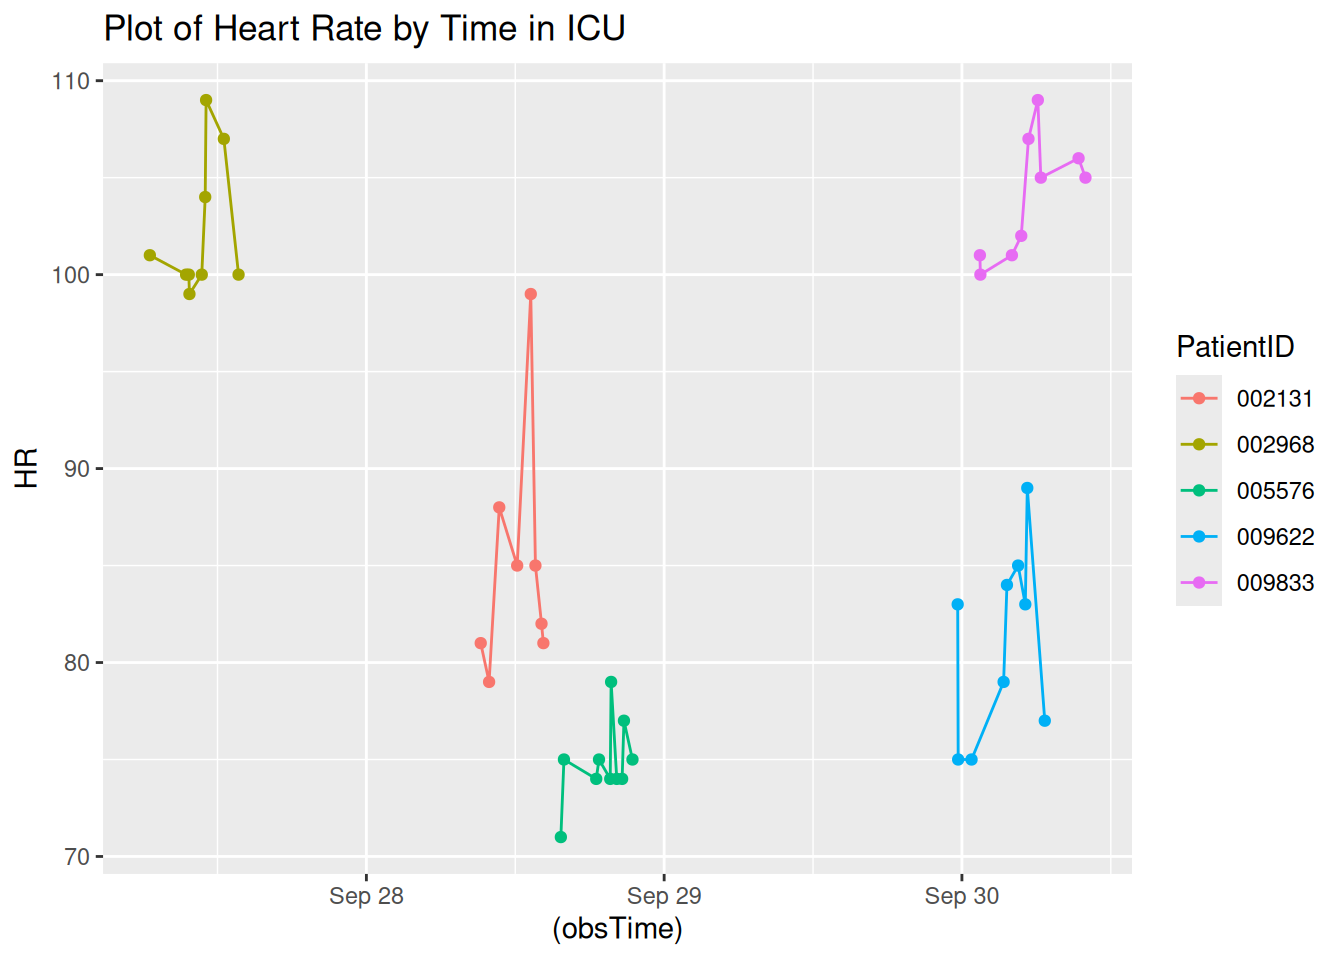 Plot of Heart Rate by Time in ICU
110
100
90
80
70
HR
Sep 28
Sep 29
Sep 30
(obsTime)
PatientID
002131
002968
005576
009622
009833